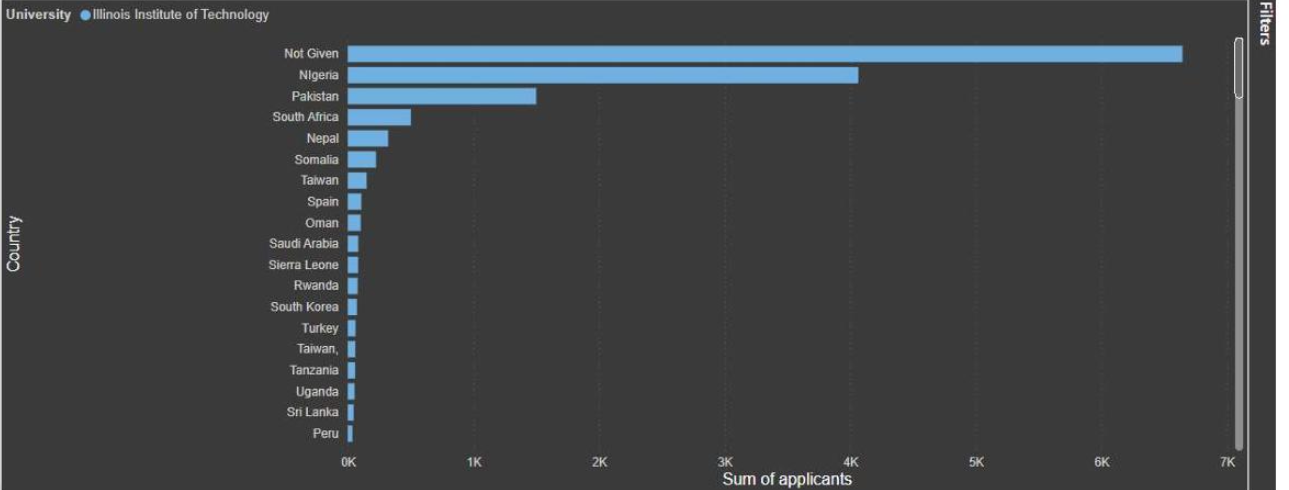 University Illinois Institute of Technology
Filters
Country
Not Given
NIgeria
Pakistan
South Africa
Nepal
Somalia
Taiwan
Spain
Oman
Saudi Arabia
Sierra Leone
Rwanda
South Korea
Turkey
Taiwan,
Tanzania
Uganda
Sri Lanka
Peru
0K 1K 2K 3K 4K 5K 6K 7K
Sum of applicants